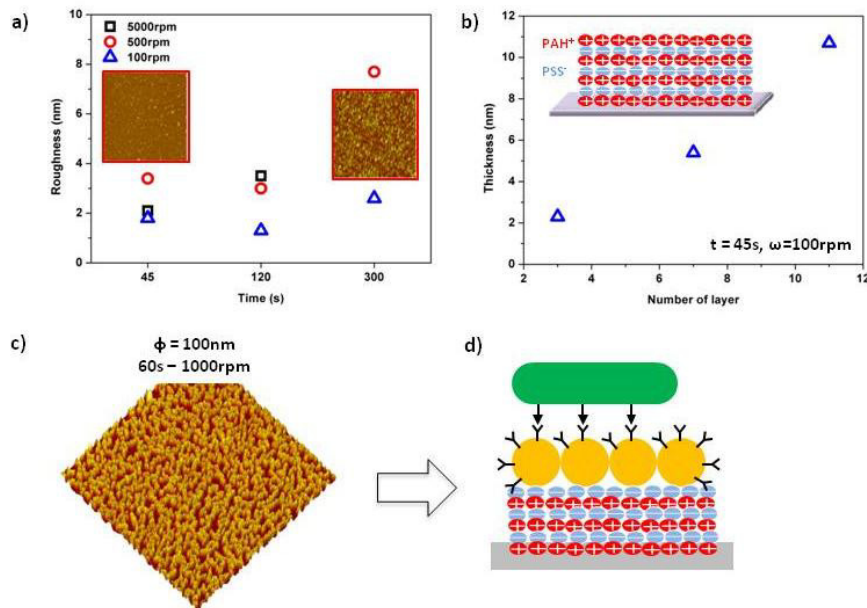 a)
5000rpm
500rpm
100rpm
Roughness (nm)
10
8
6
4
2
0
45
120
300
Time (s)
b)
PAH⁺
PSS⁻
Thickness (nm)
12
10
8
6
4
2
0
t = 45s, ω=100rpm
2
4
6
8
10
12
Number of layer
c)
ɸ = 100nm
60s – 1000rpm
d)